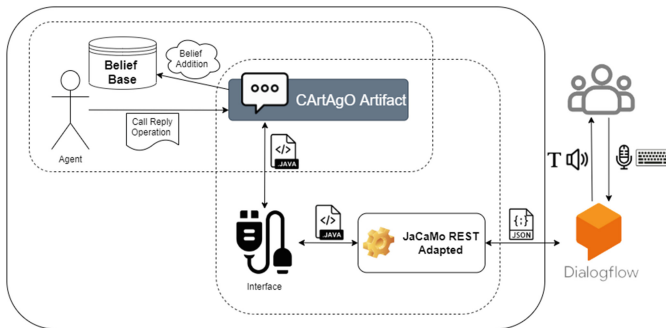 Belief
Base
Belief
Addition
CArtAgO Artifact
Call Reply
Operation
Agent
</>
.JAVA
T
</>
.JAVA
{;}
.JSON
JaCaMo REST
Adapted
Interface
Dialogflow